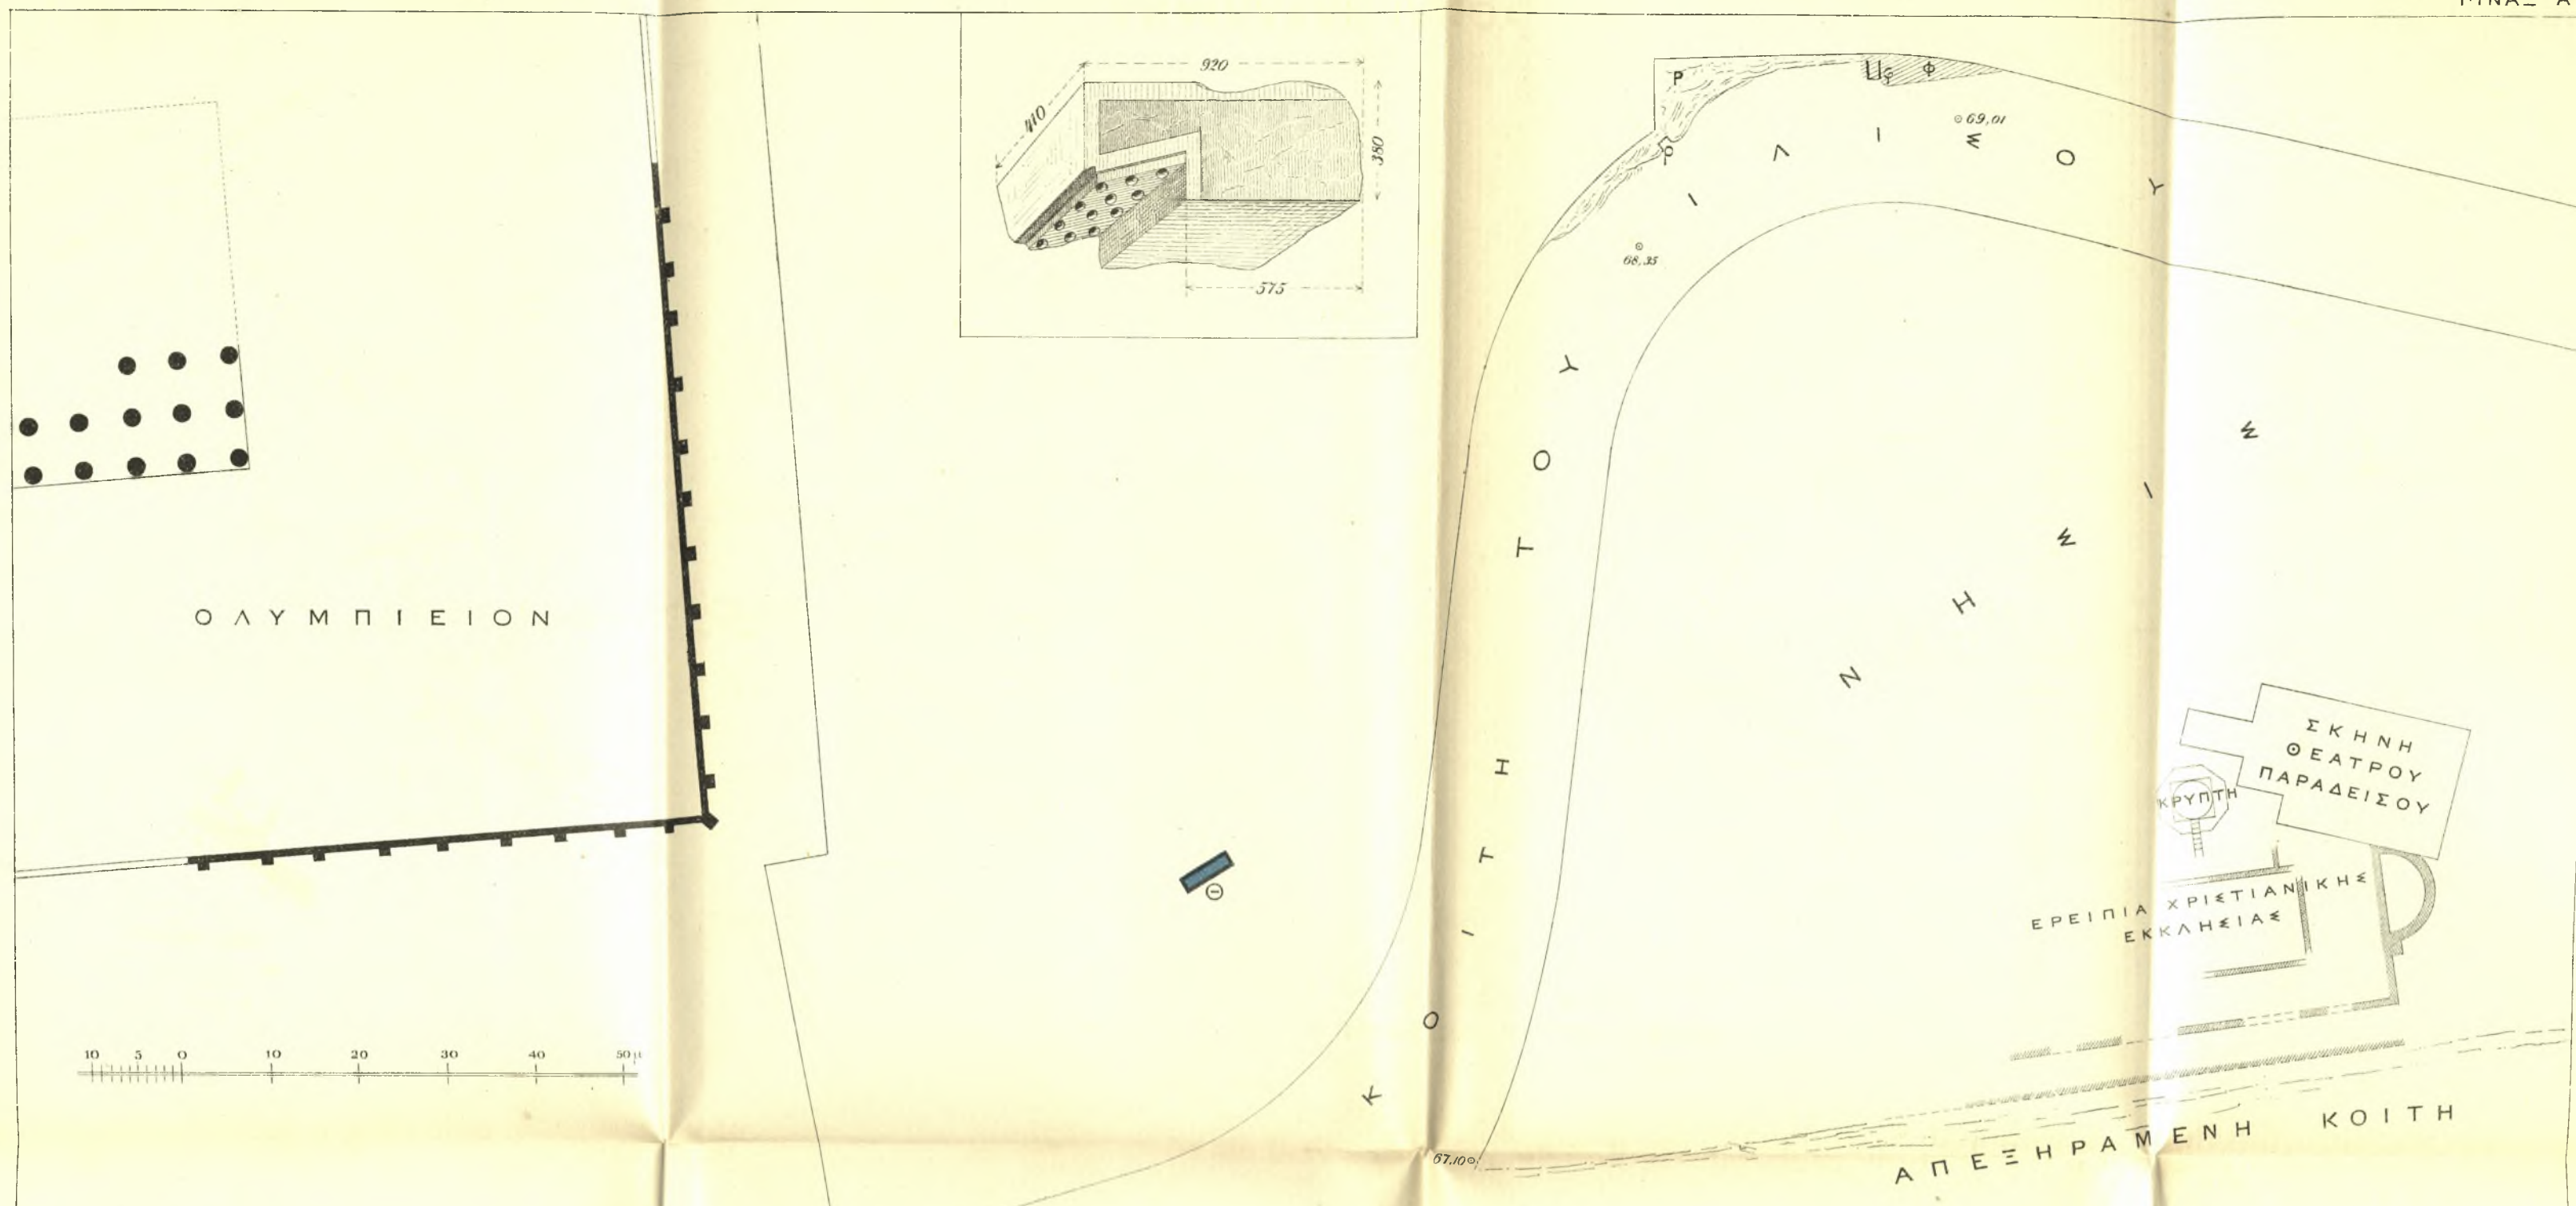 ΠΙΝΑΞ Α
920
410
380
575
Ρ
ρ
Φ
69,01
68,35
ΚΟΙΤΗ ΤΟΥ ΙΛΙΣΟΥ
ΝΗΣΙΣ
ΟΛΥΜΠΙΕΙΟΝ
ΣΚΗΝΗ
ΘΕΑΤΡΟΥ
ΠΑΡΑΔΕΙΣΟΥ
ΚΡΥΠΤΗ
Θ
ΕΡΕΙΠΙΑ ΧΡΙΣΤΙΑΝΙΚΗΣ
ΕΚΚΛΗΣΙΑΣ
10 5 0 10 20 30 40 50 μ
67.10
ΑΠΕΞΗΡΑΜΕΝΗ ΚΟΙΤΗ